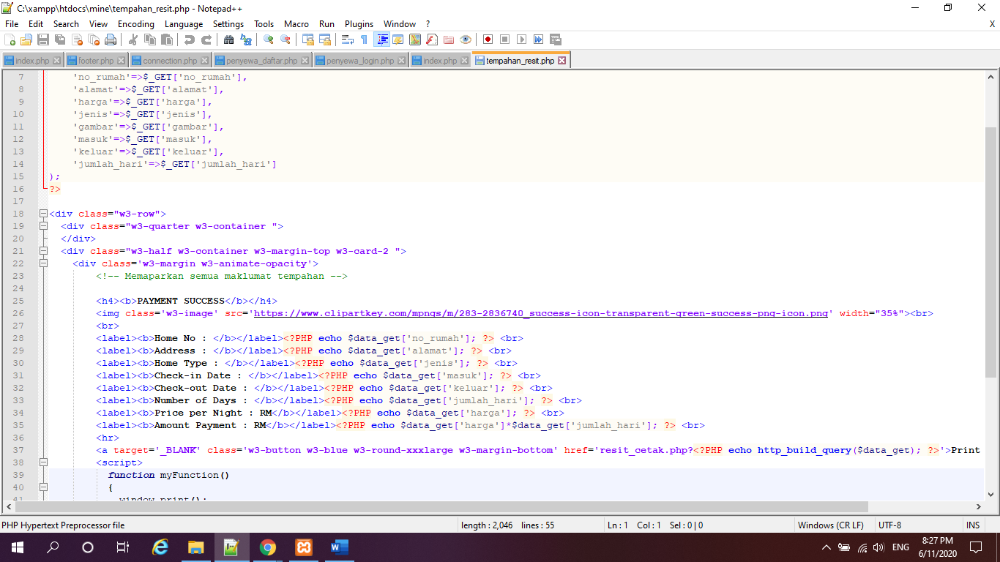 C:\xampp\htdocs\mine\tempahan_resit.php - Notepad++
File Edit Search View Encoding Language Settings Tools Macro Run Plugins Window ? X
index.php footer.php connection.php penyewa_daftar.php penyewa_login.php index.php tempahan_resit.php
7 'no_rumah'=>$_GET['no_rumah'],
8 'alamat'=>$_GET['alamat'],
9 'harga'=>$_GET['harga'],
10 'jenis'=>$_GET['jenis'],
11 'gambar'=>$_GET['gambar'],
12 'masuk'=>$_GET['masuk'],
13 'keluar'=>$_GET['keluar'],
14 'jumlah_hari'=>$_GET['jumlah_hari']
15 );
16 ?>
17
18 <div class="w3-row">
19 <div class="w3-quarter w3-container ">
20 </div>
21 <div class="w3-half w3-container w3-margin-top w3-card-2 ">
22 <div class='w3-margin w3-animate-opacity'>
23 <!-- Memaparkan semua maklumat tempahan -->
24
25 <h4><b>PAYMENT SUCCESS</b></h4>
26 <img class='w3-image' src='https://www.clipartkey.com/mpngs/m/283-2836740_success-icon-transparent-green-success-png-icon.png' width="35%"><br>
27 <br>
28 <label><b>Home No : </b></label><?PHP echo $data_get['no_rumah']; ?> <br>
29 <label><b>Address : </b></label><?PHP echo $data_get['alamat']; ?> <br>
30 <label><b>Home Type : </b></label><?PHP echo $data_get['jenis']; ?> <br>
31 <label><b>Check-in Date : </b></label><?PHP echo $data_get['masuk']; ?> <br>
32 <label><b>Check-out Date : </b></label><?PHP echo $data_get['keluar']; ?> <br>
33 <label><b>Number of Days : </b></label><?PHP echo $data_get['jumlah_hari']; ?> <br>
34 <label><b>Price per Night : RM</b></label><?PHP echo $data_get['harga']; ?> <br>
35 <label><b>Amount Payment : RM</b></label><?PHP echo $data_get['harga']*$data_get['jumlah_hari']; ?> <br>
36 <hr>
37 <a target='_BLANK' class='w3-button w3-blue w3-round-xxxlarge w3-margin-bottom' href='resit_cetak.php?<?PHP echo http_build_query($data_get); ?>'>Print
38 <script>
39 function myFunction()
40 {
41 window.print();
PHP Hypertext Preprocessor file length : 2,046 lines : 55 Ln : 1 Col : 1 Sel : 0 | 0 Windows (CR LF) UTF-8 INS
ENG 8:27 PM
6/11/2020